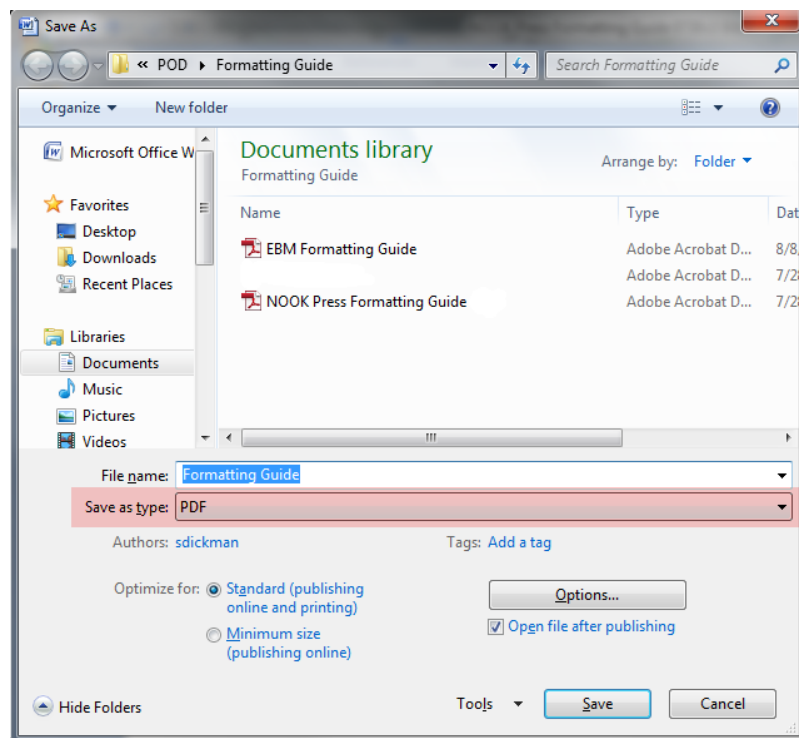 Save As
« POD ▸ Formatting Guide
Search Formatting Guide
Organize
New folder
Microsoft Office W
Favorites
Desktop
Downloads
Recent Places
Libraries
Documents
Music
Pictures
Videos
Documents library
Formatting Guide
Arrange by: Folder
Name Type Dat
EBM Formatting Guide Adobe Acrobat D... 8/8,
Adobe Acrobat D... 7/28
NOOK Press Formatting Guide Adobe Acrobat D... 7/28
File name: Formatting Guide
Save as type: PDF
Authors: sdickman
Tags: Add a tag
Optimize for: Standard (publishing
online and printing)
Minimum size
(publishing online)
Options...
Open file after publishing
Hide Folders
Tools
Save
Cancel